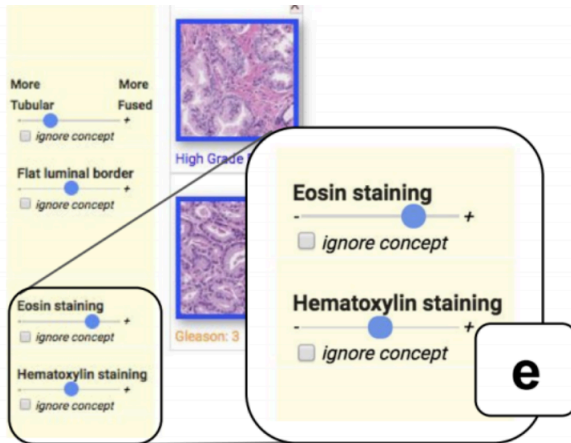 More More
Tubular Fused
- +
ignore concept
Flat luminal border
- +
ignore concept
Eosin staining
- +
ignore concept
Hematoxylin staining
- +
ignore concept
High Grade
Gleason: 3
Eosin staining
- +
ignore concept
Hematoxylin staining
- +
ignore concept
e